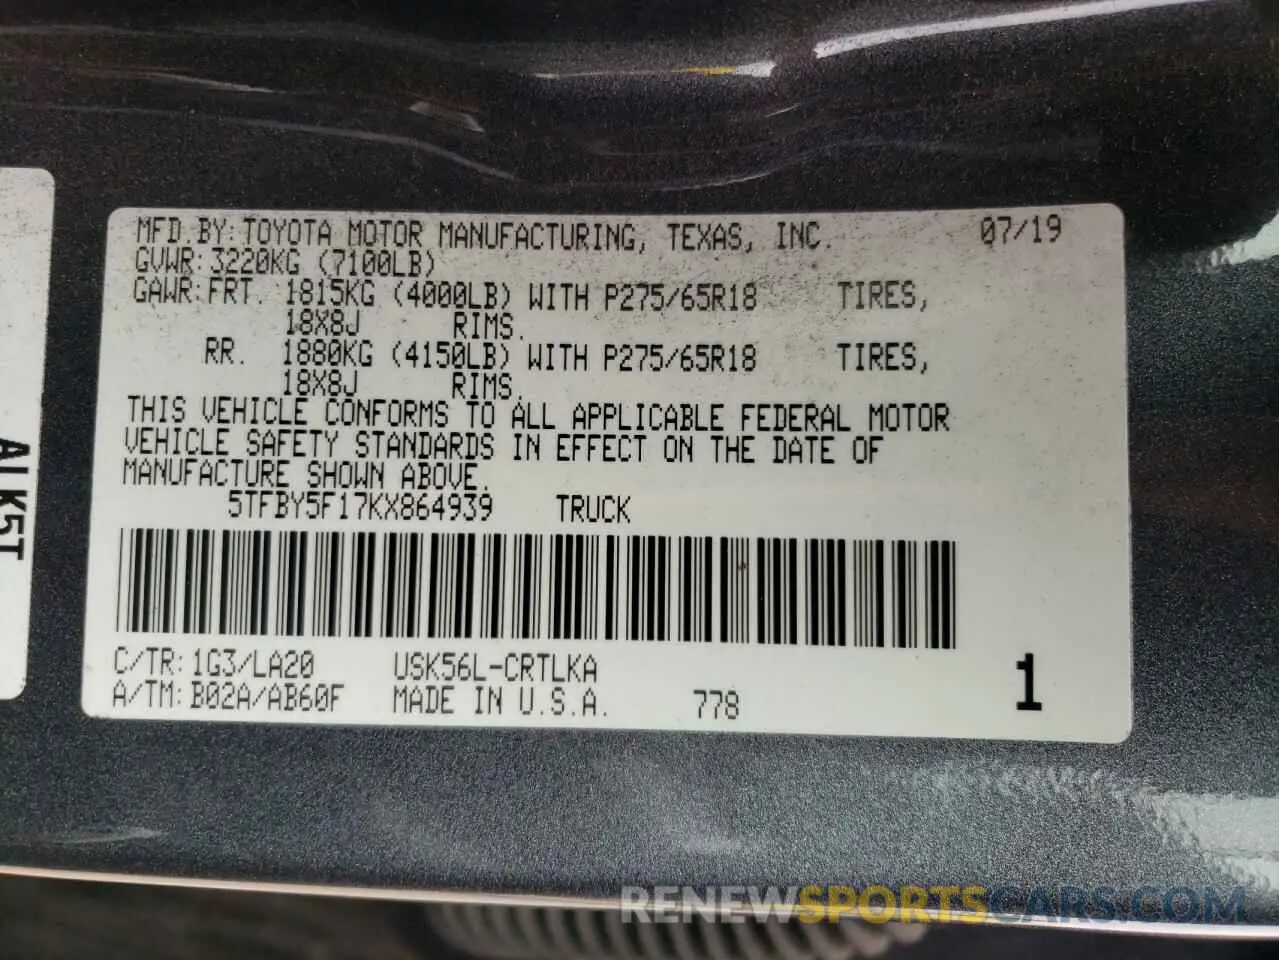 MFD. BY: TOYOTA MOTOR MANUFACTURING, TEXAS, INC. 07/19
GVWR: 3220KG (7100LB)
GAWR: FRT. 1815KG (4000LB) WITH P275/65R18 TIRES,
18X8J RIMS.
RR. 1880KG (4150LB) WITH P275/65R18 TIRES,
18X8J RIMS.
THIS VEHICLE CONFORMS TO ALL APPLICABLE FEDERAL MOTOR
VEHICLE SAFETY STANDARDS IN EFFECT ON THE DATE OF
MANUFACTURE SHOWN ABOVE.
5TFBY5F17KX864939 TRUCK
C/TR: 1G3/LA20 USK56L-CRTLKA
A/TM: B02A/AB60F MADE IN U.S.A. 778 1
ALK5T
RENEWSPORTSCARS.COM